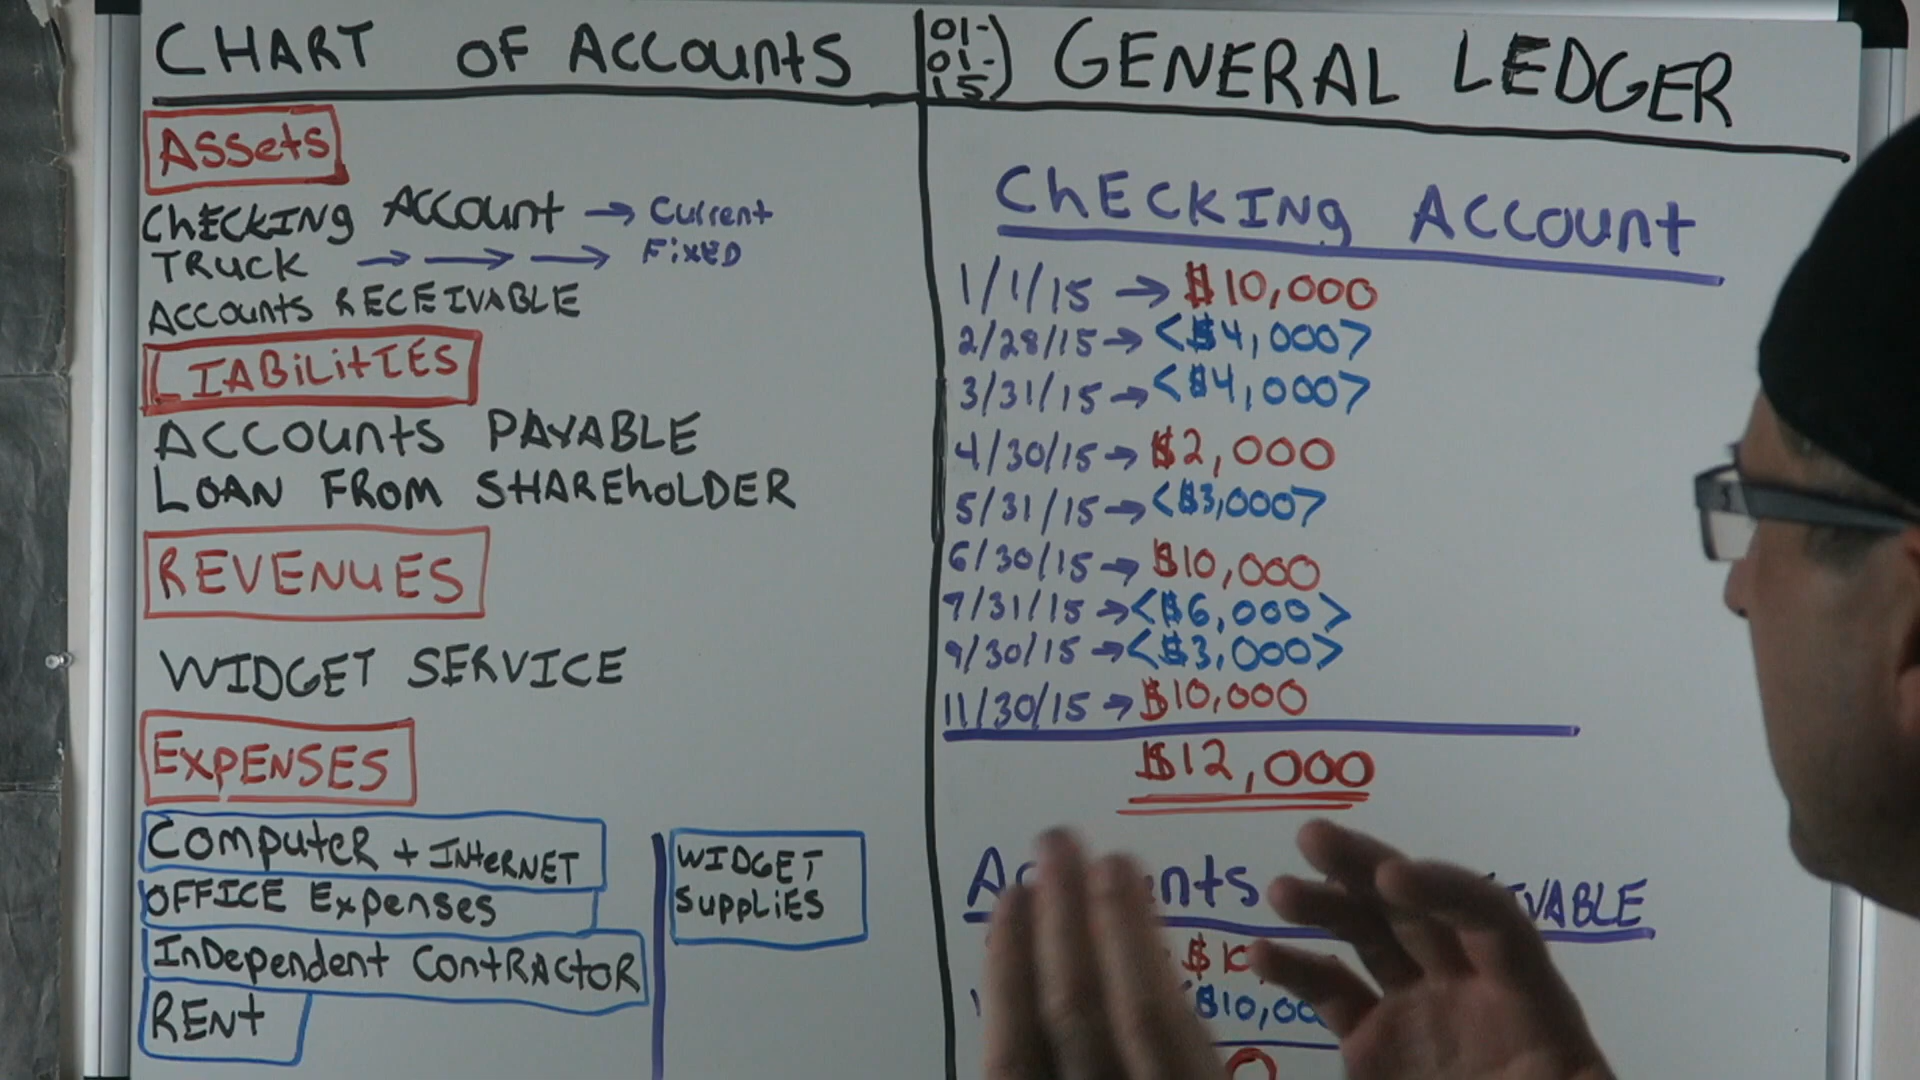 CHART OF ACCOUNTS
01-
01-
15
GENERAL LEDGER
ASSETS
CHECKING ACCOUNT → CURRENT
TRUCK → → → FIXED
ACCOUNTS RECEIVABLE
LIABILITIES
ACCOUNTS PAYABLE
LOAN FROM SHAREHOLDER
REVENUES
WIDGET SERVICE
EXPENSES
COMPUTER + INTERNET
OFFICE EXPENSES
INDEPENDENT CONTRACTOR
RENT
WIDGET
SUPPLIES
CHECKING ACCOUNT
1/1/15 → $10,000
2/28/15 → <$4,000>
3/31/15 → <$4,000>
4/30/15 → $2,000
5/31/15 → <$3,000>
6/30/15 → $10,000
7/31/15 → <$6,000>
9/30/15 → <$3,000>
11/30/15 → $10,000
$12,000